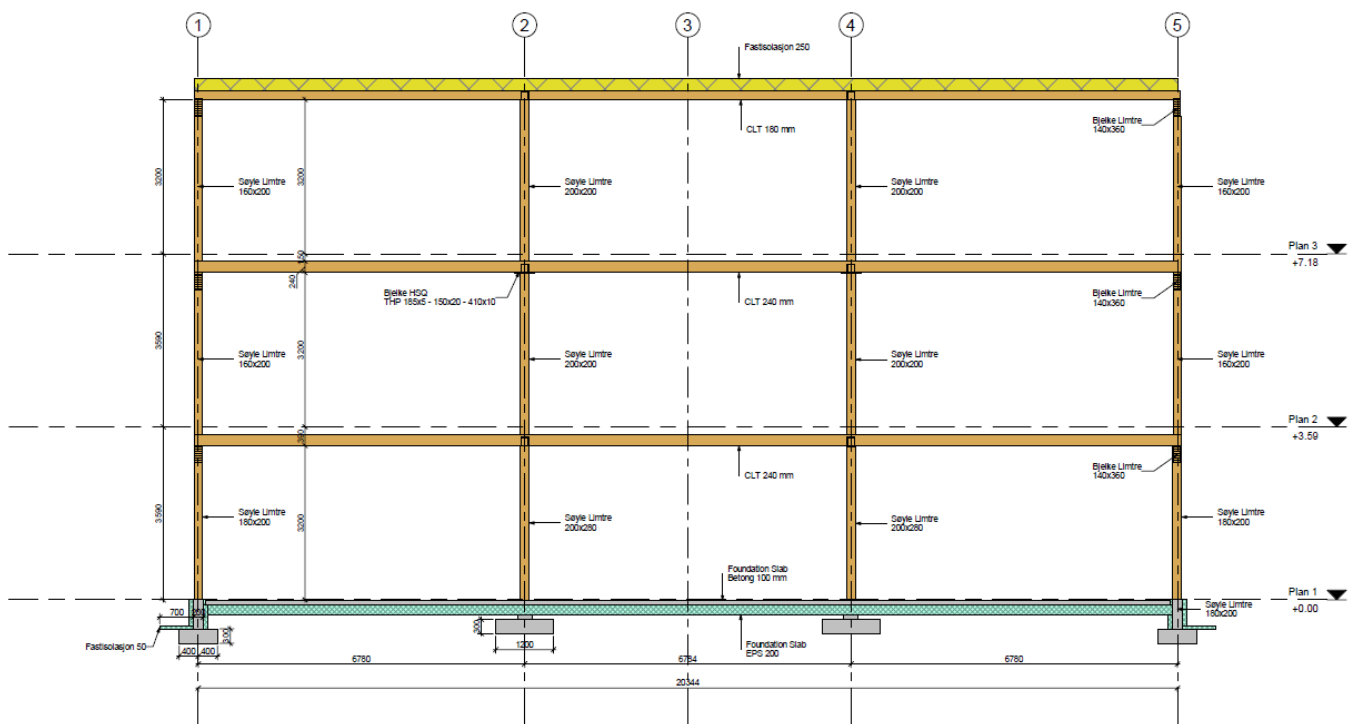 1
2
3
4
5
Fastisolasjon 250
CLT 180 mm
Bjelke Limtre
140x360
3200
3200
Søyle Limtre
160x200
Søyle Limtre
200x200
Søyle Limtre
200x200
Søyle Limtre
160x200
Plan 3
+7.18
150
240
Bjelke HSQ
THP 185x5 - 150x20 - 410x10
CLT 240 mm
Bjelke Limtre
140x360
3590
3200
Søyle Limtre
160x200
Søyle Limtre
200x200
Søyle Limtre
200x200
Søyle Limtre
160x200
Plan 2
+3.59
390
CLT 240 mm
Bjelke Limtre
140x360
3590
3200
Søyle Limtre
180x200
Søyle Limtre
200x280
Søyle Limtre
200x280
Søyle Limtre
180x200
Foundation Slab
Betong 100 mm
Plan 1
+0.00
700
Søyle Limtre
180x200
300
300
Fastisolasjon 50
400
400
1200
Foundation Slab
EPS 200
6780
6784
6780
20344